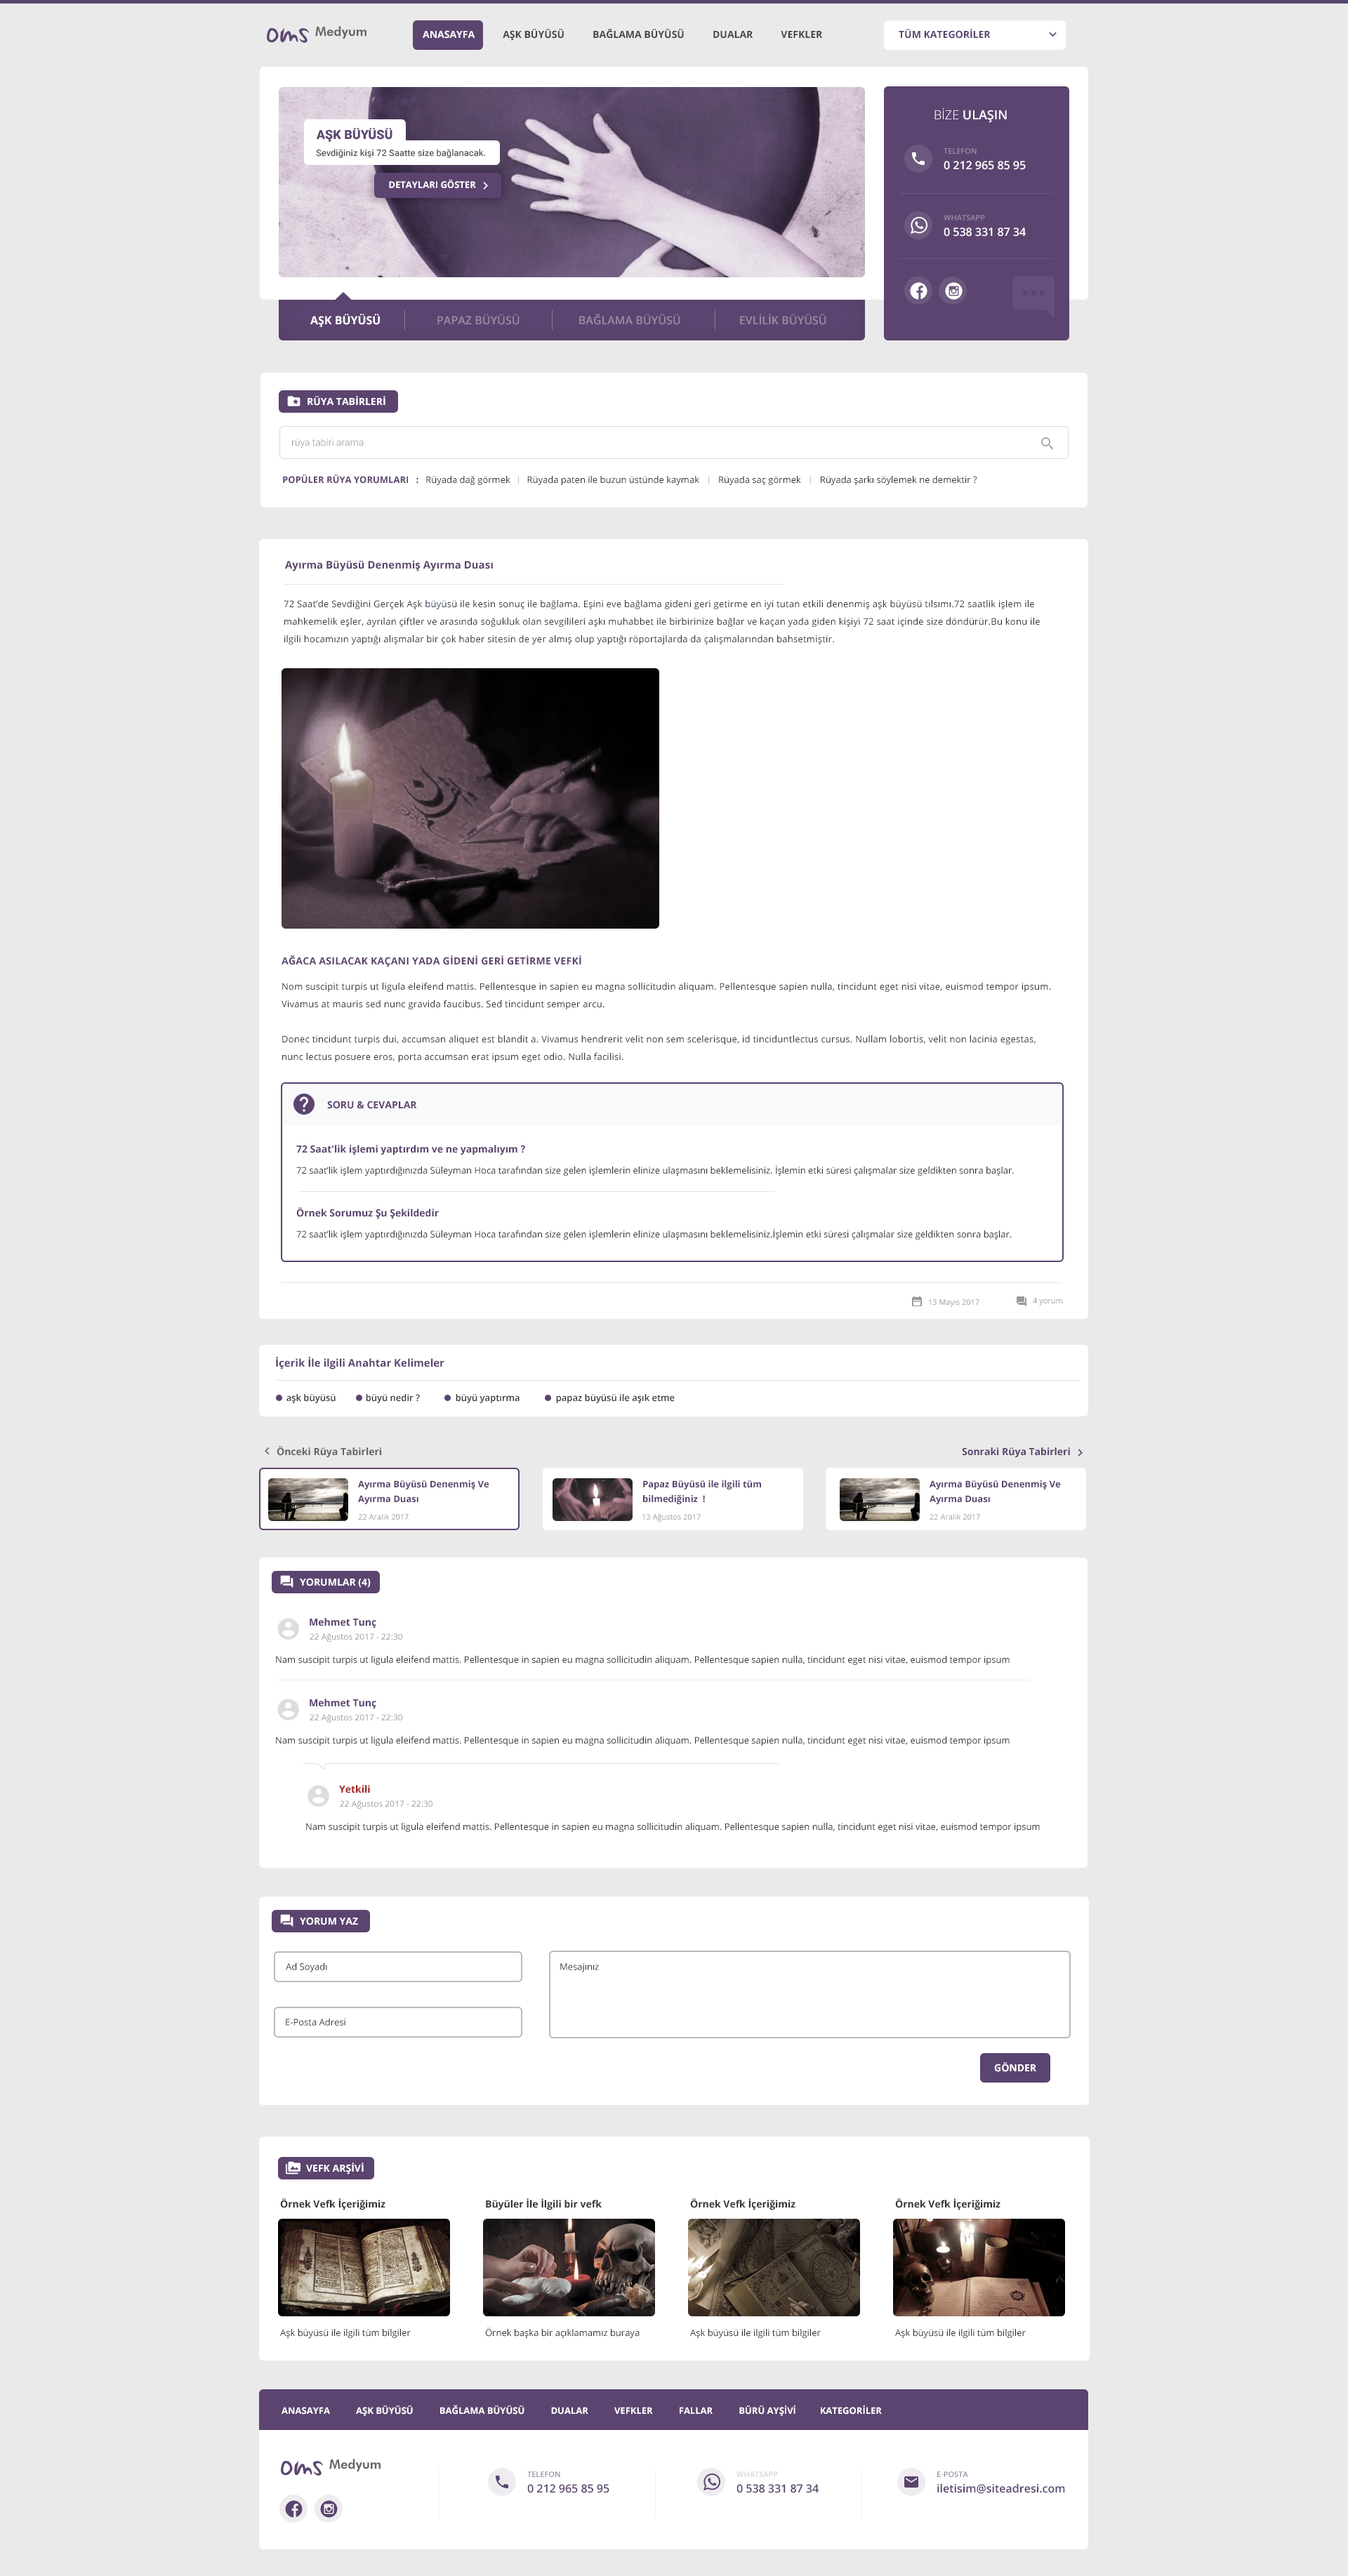 Oms Medyum
ANASAYFA AŞK BÜYÜSÜ BAĞLAMA BÜYÜSÜ DUALAR VEFKLER TÜM KATEGORİLER
AŞK BÜYÜSÜ
Sevdiğiniz kişi 72 Saatte size bağlanacak.
DETAYLARI GÖSTER
BİZE ULAŞIN
TELEFON
0 212 965 85 95
WHATSAPP
0 538 331 87 34
AŞK BÜYÜSÜ PAPAZ BÜYÜSÜ BAĞLAMA BÜYÜSÜ EVLİLİK BÜYÜSÜ
RÜYA TABİRLERİ
rüya tabiri arama
POPÜLER RÜYA YORUMLARI : Rüyada dağ görmek | Rüyada paten ile buzun üstünde kaymak | Rüyada saç görmek | Rüyada şarkı söylemek ne demektir ?
Ayırma Büyüsü Denenmiş Ayırma Duası
72 Saat'de Sevdiğini Gerçek Aşk büyüsü ile kesin sonuç ile bağlama. Eşini eve bağlama gideni geri getirme en iyi tutan etkili denenmiş aşk büyüsü tılsımı.72 saatlik işlem ile
mahkemelik eşler, ayrılan çiftler ve arasında soğukluk olan sevgilileri aşkı muhabbet ile birbirinize bağlar ve kaçan yada giden kişiyi 72 saat içinde size döndürür.Bu konu ile
ilgili hocamızın yaptığı alışmalar bir çok haber sitesin de yer almış olup yaptığı röportajlarda da çalışmalarından bahsetmiştir.
AĞACA ASILACAK KAÇANI YADA GİDENİ GERİ GETİRME VEFKİ
Nom suscipit turpis ut ligula eleifend mattis. Pellentesque in sapien eu magna sollicitudin aliquam. Pellentesque sapien nulla, tincidunt eget nisi vitae, euismod tempor ipsum.
Vivamus at mauris sed nunc gravida faucibus. Sed tincidunt semper arcu.
Donec tincidunt turpis dui, accumsan aliquet est blandit a. Vivamus hendrerit velit non sem scelerisque, id tinciduntlectus cursus. Nullam lobortis, velit non lacinia egestas,
nunc lectus posuere eros, porta accumsan erat ipsum eget odio. Nulla facilisi.
SORU & CEVAPLAR
72 Saat'lik işlemi yaptırdım ve ne yapmalıyım ?
72 saat'lik işlem yaptırdığınızda Süleyman Hoca tarafından size gelen işlemlerin elinize ulaşmasını beklemelisiniz. İşlemin etki süresi çalışmalar size geldikten sonra başlar.
Örnek Sorumuz Şu Şekildedir
72 saat'lik işlem yaptırdığınızda Süleyman Hoca tarafından size gelen işlemlerin elinize ulaşmasını beklemelisiniz.İşlemin etki süresi çalışmalar size geldikten sonra başlar.
13 Mayıs 2017 4 yorum
İçerik İle ilgili Anahtar Kelimeler
aşk büyüsü büyü nedir ? büyü yaptırma papaz büyüsü ile aşık etme
Önceki Rüya Tabirleri Sonraki Rüya Tabirleri
Ayırma Büyüsü Denenmiş Ve
Ayırma Duası
22 Aralık 2017
Papaz Büyüsü ile ilgili tüm
bilmediğiniz !
13 Ağustos 2017
Ayırma Büyüsü Denenmiş Ve
Ayırma Duası
22 Aralık 2017
YORUMLAR (4)
Mehmet Tunç
22 Ağustos 2017 - 22:30
Nam suscipit turpis ut ligula eleifend mattis. Pellentesque in sapien eu magna sollicitudin aliquam. Pellentesque sapien nulla, tincidunt eget nisi vitae, euismod tempor ipsum
Mehmet Tunç
22 Ağustos 2017 - 22:30
Nam suscipit turpis ut ligula eleifend mattis. Pellentesque in sapien eu magna sollicitudin aliquam. Pellentesque sapien nulla, tincidunt eget nisi vitae, euismod tempor ipsum
Yetkili
22 Ağustos 2017 - 22:30
Nam suscipit turpis ut ligula eleifend mattis. Pellentesque in sapien eu magna sollicitudin aliquam. Pellentesque sapien nulla, tincidunt eget nisi vitae, euismod tempor ipsum
YORUM YAZ
Ad Soyadı
E-Posta Adresi
Mesajınız
GÖNDER
VEFK ARŞİVİ
Örnek Vefk İçeriğimiz Büyüler İle İlgili bir vefk Örnek Vefk İçeriğimiz Örnek Vefk İçeriğimiz
Aşk büyüsü ile ilgili tüm bilgiler Örnek başka bir açıklamamız buraya Aşk büyüsü ile ilgili tüm bilgiler Aşk büyüsü ile ilgili tüm bilgiler
ANASAYFA AŞK BÜYÜSÜ BAĞLAMA BÜYÜSÜ DUALAR VEFKLER FALLAR BÜRÜ AYŞİVİ KATEGORİLER
Oms Medyum
TELEFON
0 212 965 85 95
WHATSAPP
0 538 331 87 34
E-POSTA
iletisim@siteadresi.com